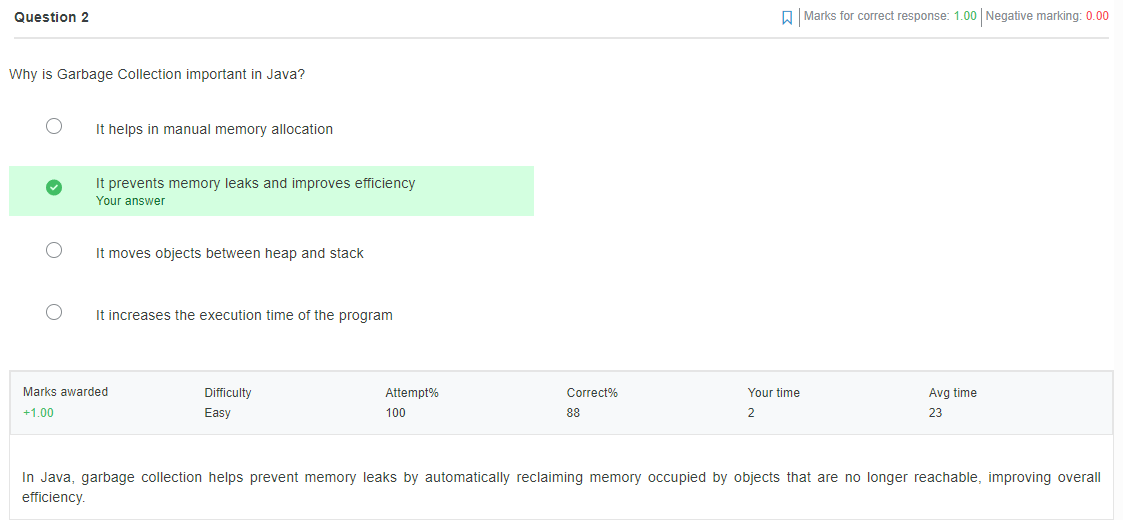 Question 2
Marks for correct response: 1.00 Negative marking: 0.00
Why is Garbage Collection important in Java?
It helps in manual memory allocation
It prevents memory leaks and improves efficiency
Your answer
It moves objects between heap and stack
It increases the execution time of the program
Marks awarded Difficulty Attempt% Correct% Your time Avg time
+1.00 Easy 100 88 2 23
In Java, garbage collection helps prevent memory leaks by automatically reclaiming memory occupied by objects that are no longer reachable, improving overall
efficiency.